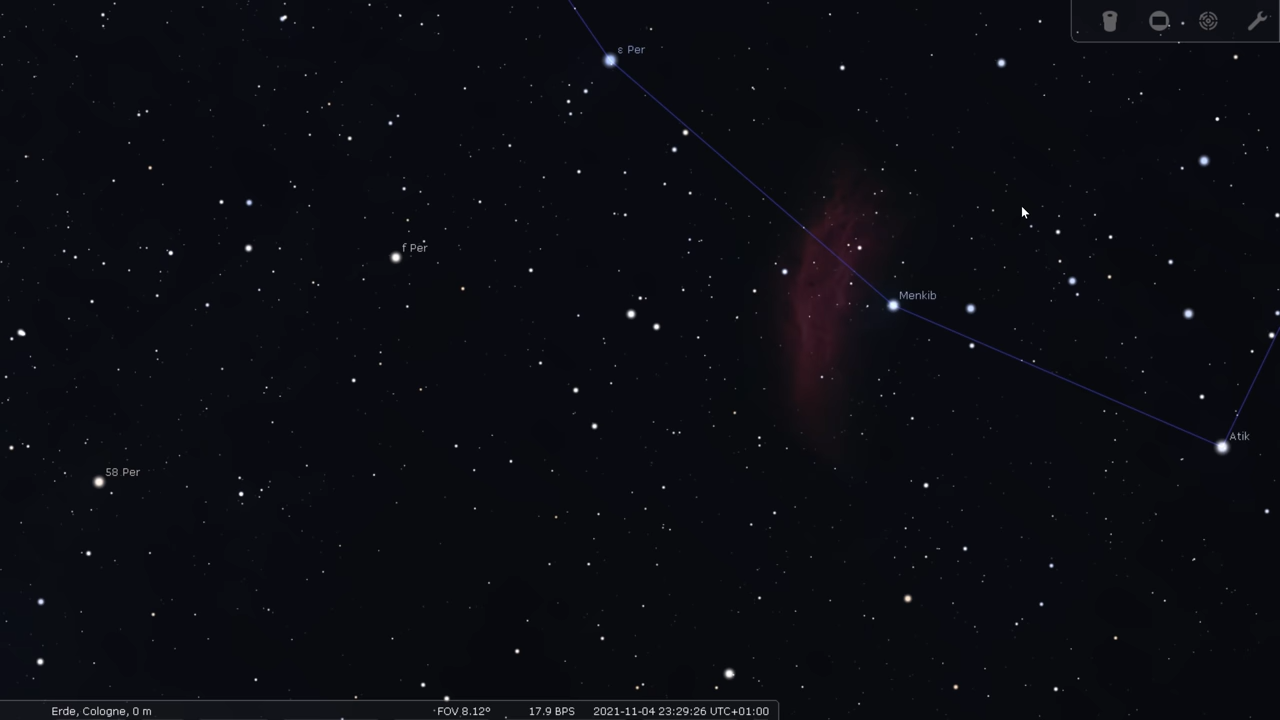 ε Per
f Per
Menkib
Atik
58 Per
Erde, Cologne, 0 m FOV 8.12° 17.9 BPS 2021-11-04 23:29:26 UTC+01:00